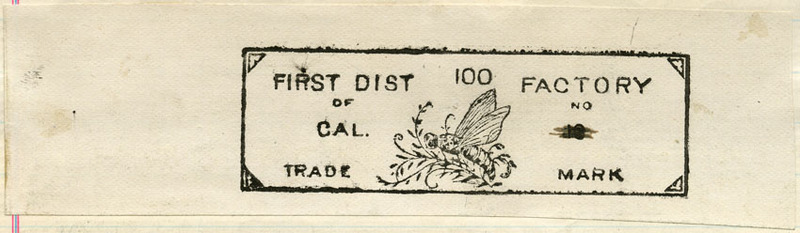 FIRST DIST
OF
CAL.
TRADE
100
FACTORY
NO
MARK